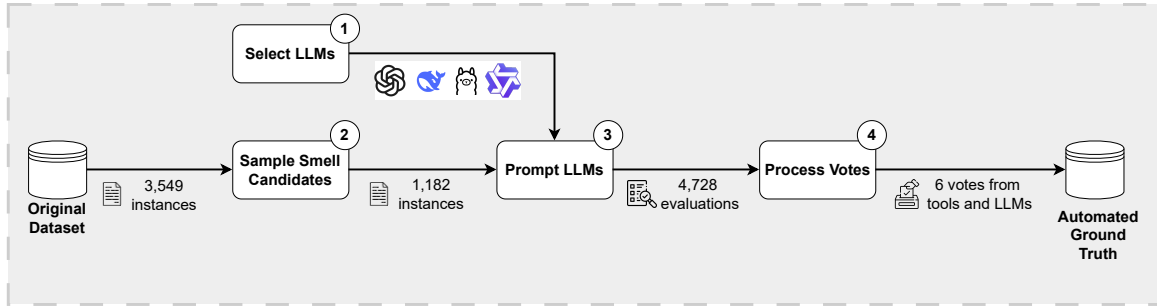 1
Select LLMs
2
Sample Smell
Candidates
3
Prompt LLMs
4
Process Votes
Original
Dataset
3,549
instances
1,182
instances
4,728
evaluations
6 votes from
tools and LLMs
Automated
Ground
Truth